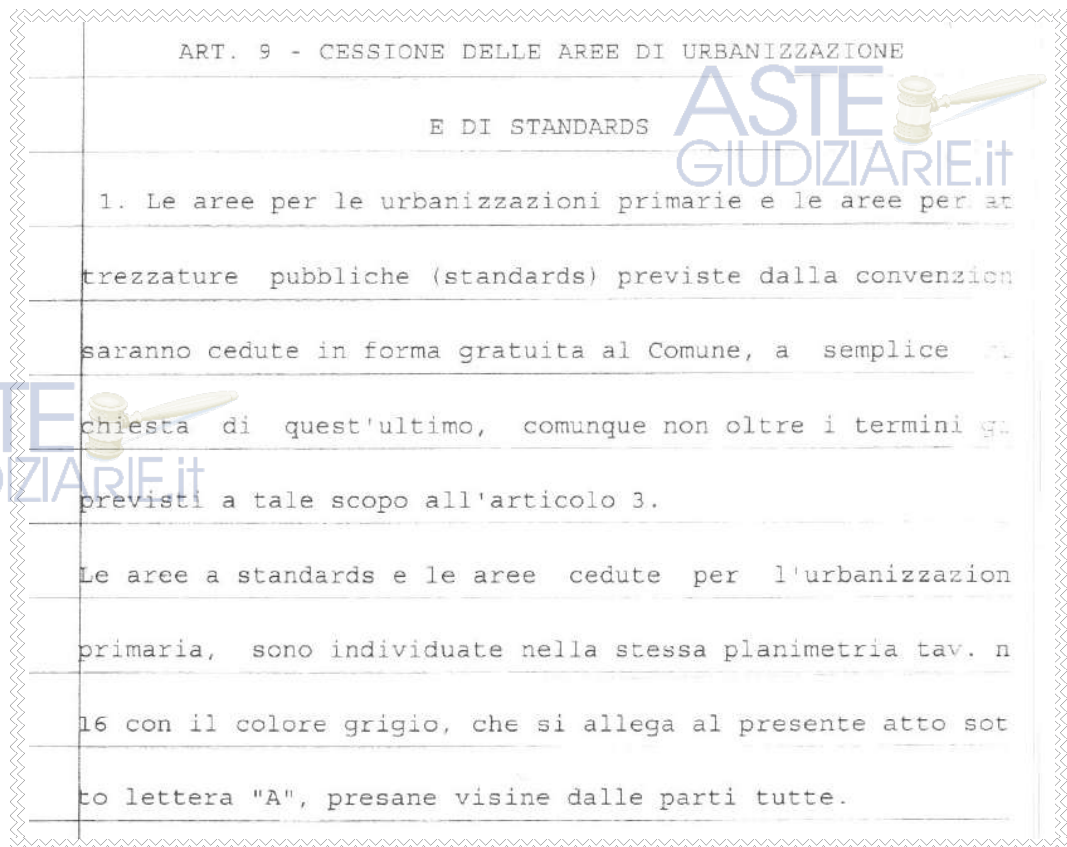 ART. 9 - CESSIONE DELLE AREE DI URBANIZZAZIONE
E DI STANDARDS
ASTE
GIUDIZIARIE.it
1. Le aree per le urbanizzazioni primarie e le aree per at
trezzature pubbliche (standards) previste dalla convenzion
saranno cedute in forma gratuita al Comune, a semplice
chiesta di quest'ultimo, comunque non oltre i termini
previsti a tale scopo all'articolo 3.
Le aree a standards e le aree cedute per l'urbanizzazion
primaria, sono individuate nella stessa planimetria tav. n
16 con il colore grigio, che si allega al presente atto sot
to lettera "A", presane visine dalle parti tutte.
TE
DIZIARIE.it